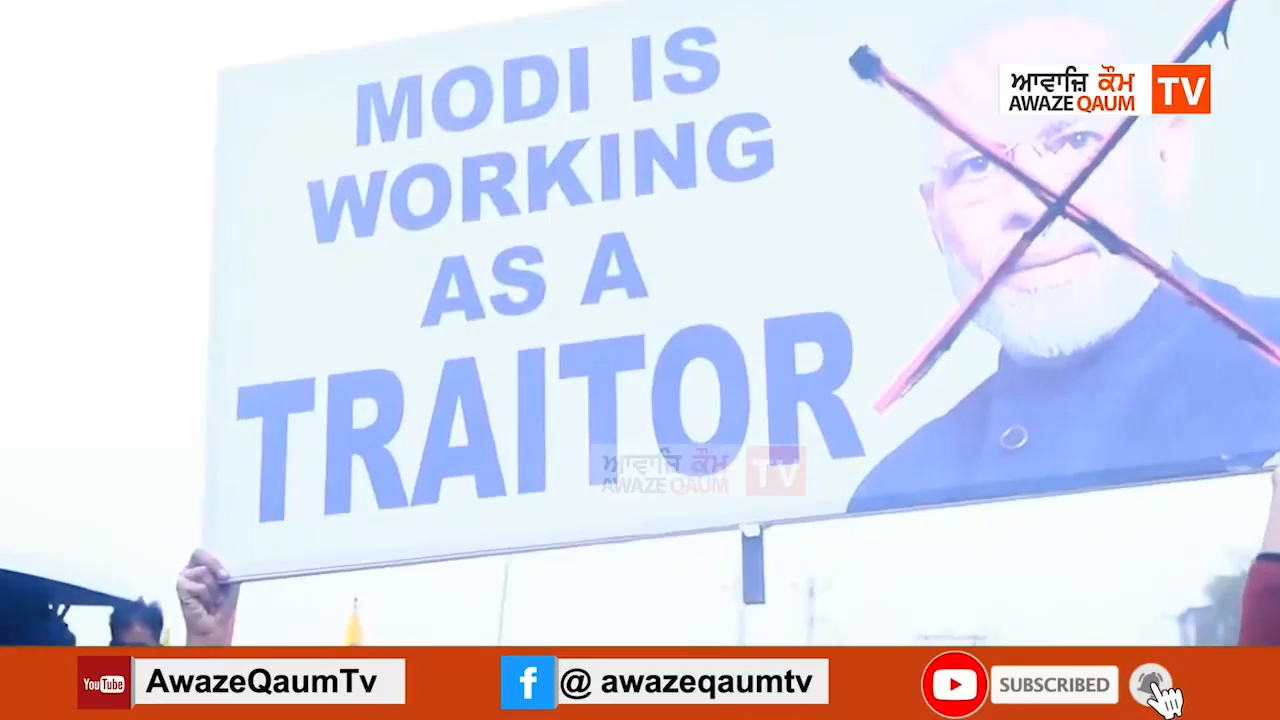 MODI IS
WORKING
AS A
TRAITOR
ਆਵਾਜ਼ਿ ਕੌਮ
AWAZE QAUM TV
ਆਵਾਜ਼ਿ ਕੌਮ
AWAZE QAUM TV
YouTube AwazeQaumTv
f @ awazeqaumtv
SUBSCRIBED